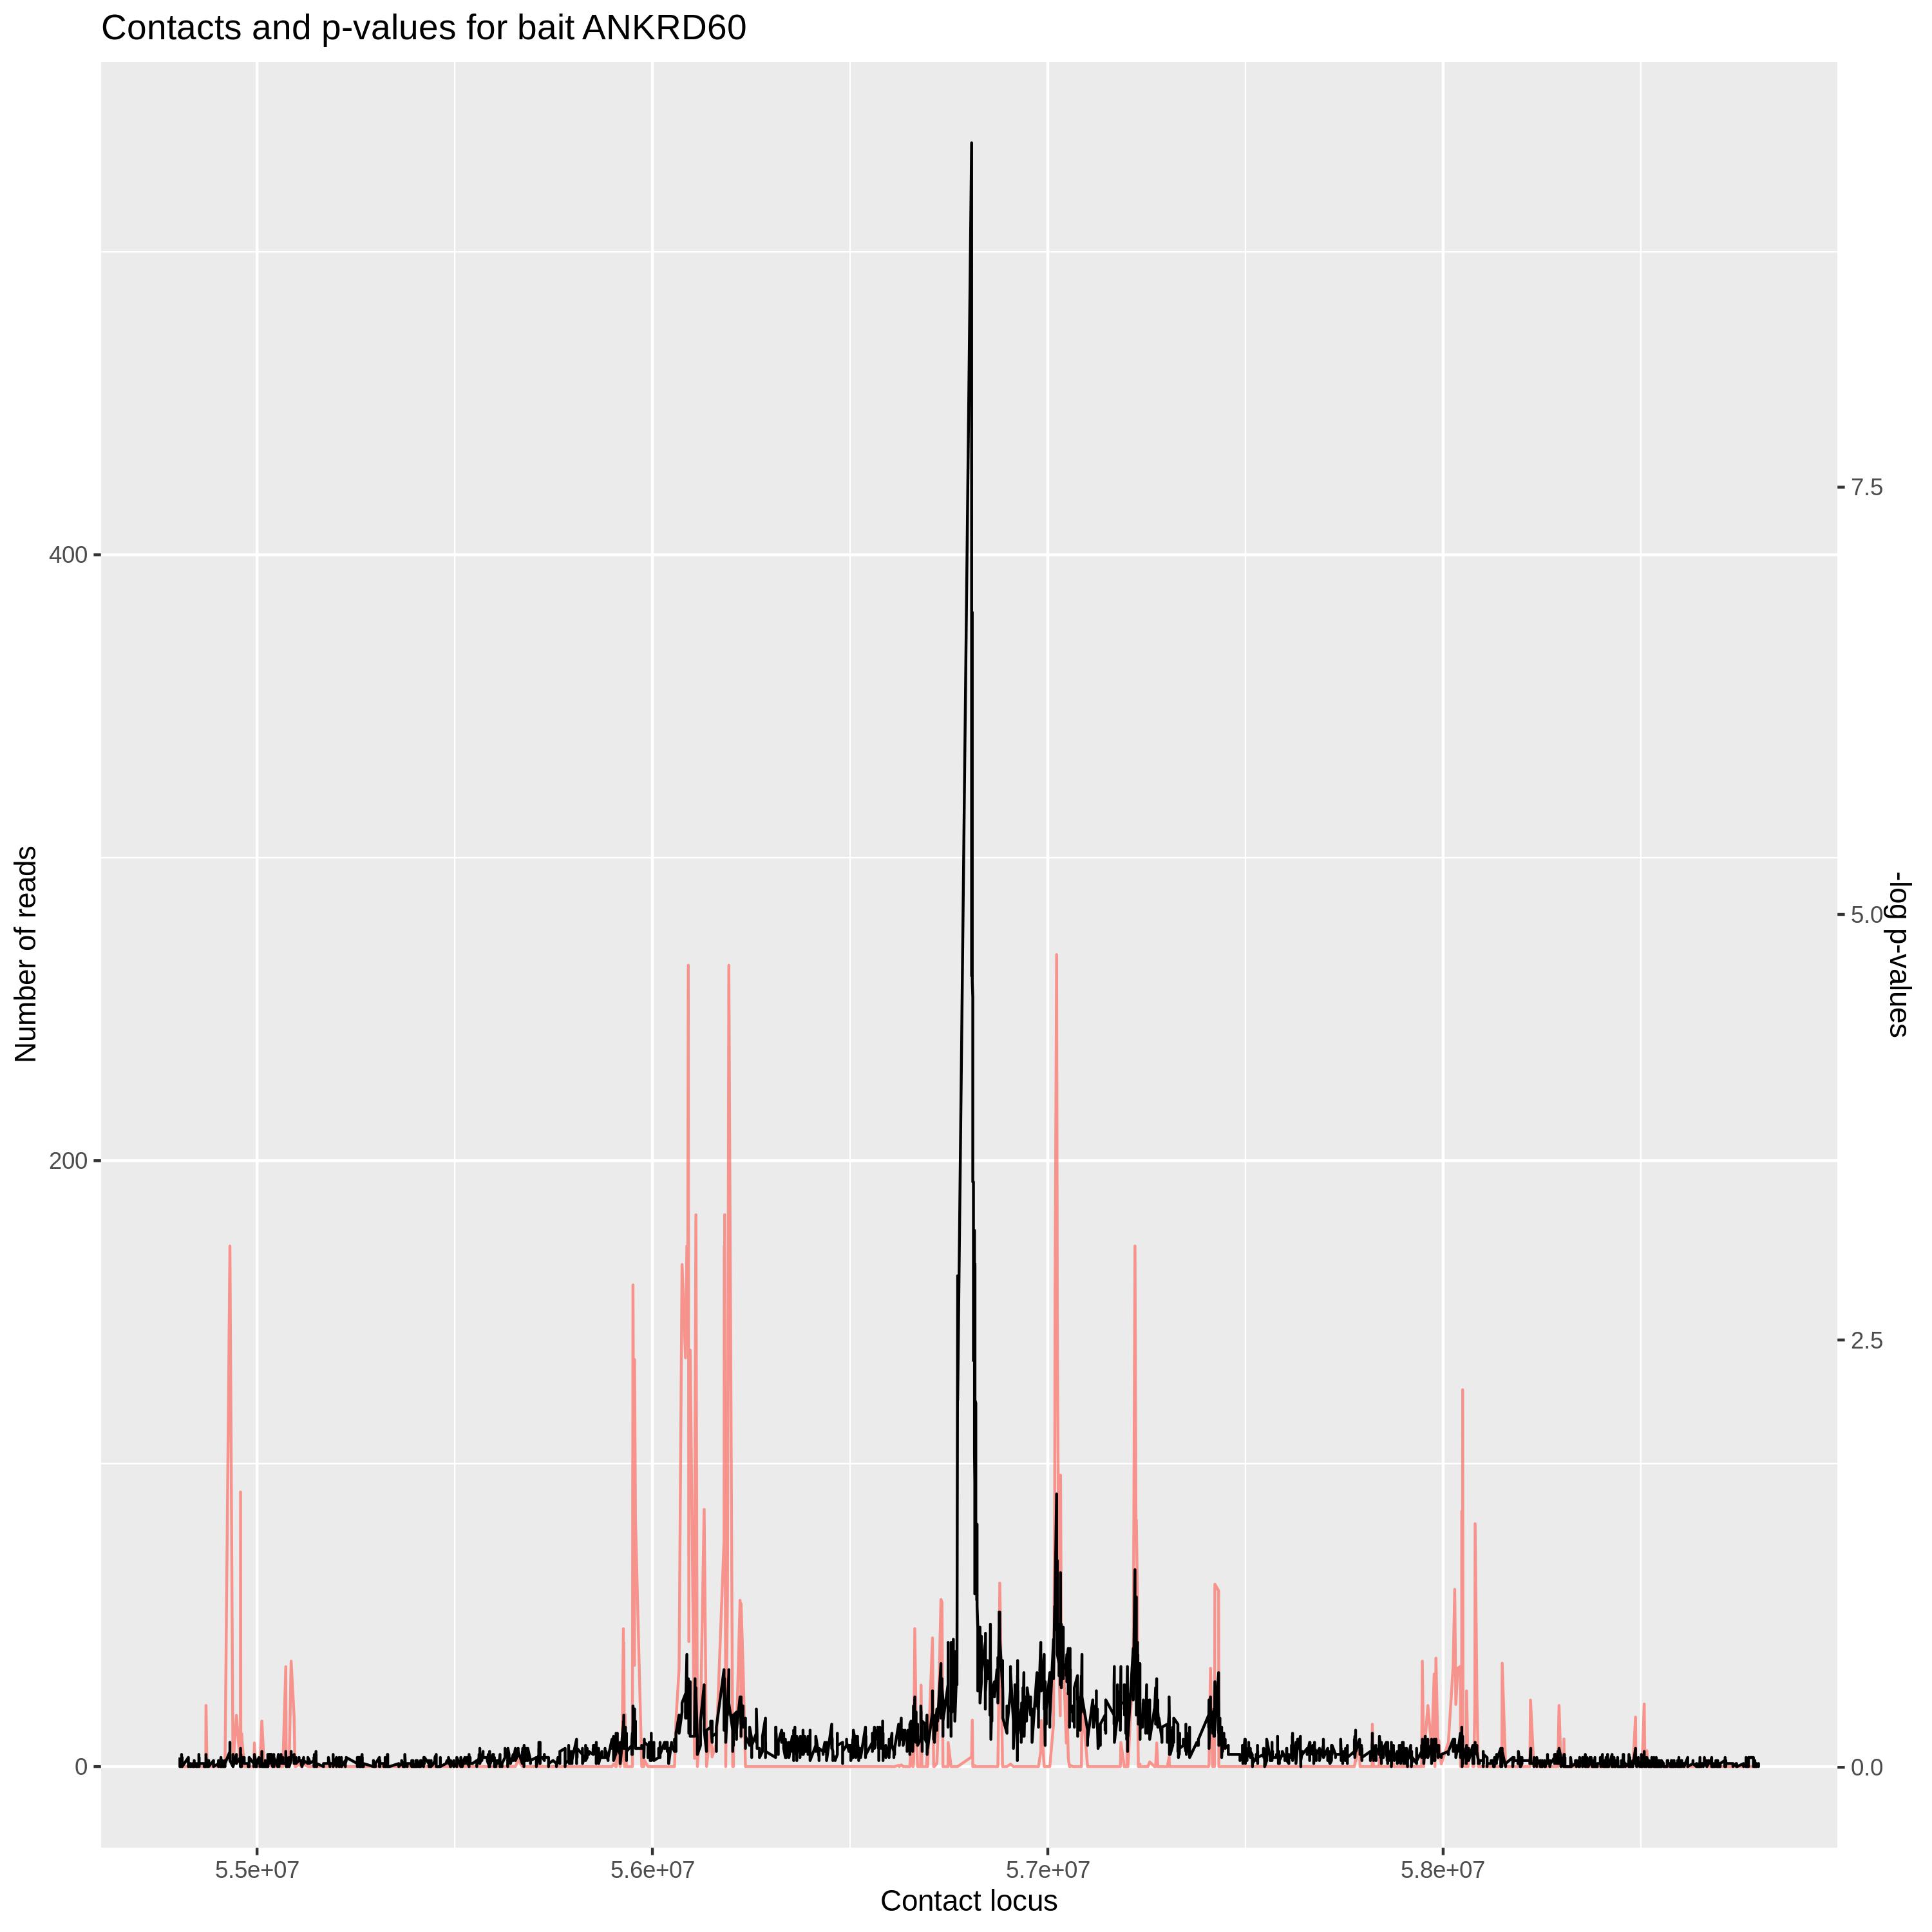 Contacts and p-values for bait ANKRD60
Number of reads
400
200
0
7.5
5.0
2.5
0.0
-log p-values
5.5e+07
5.6e+07
5.7e+07
5.8e+07
Contact locus